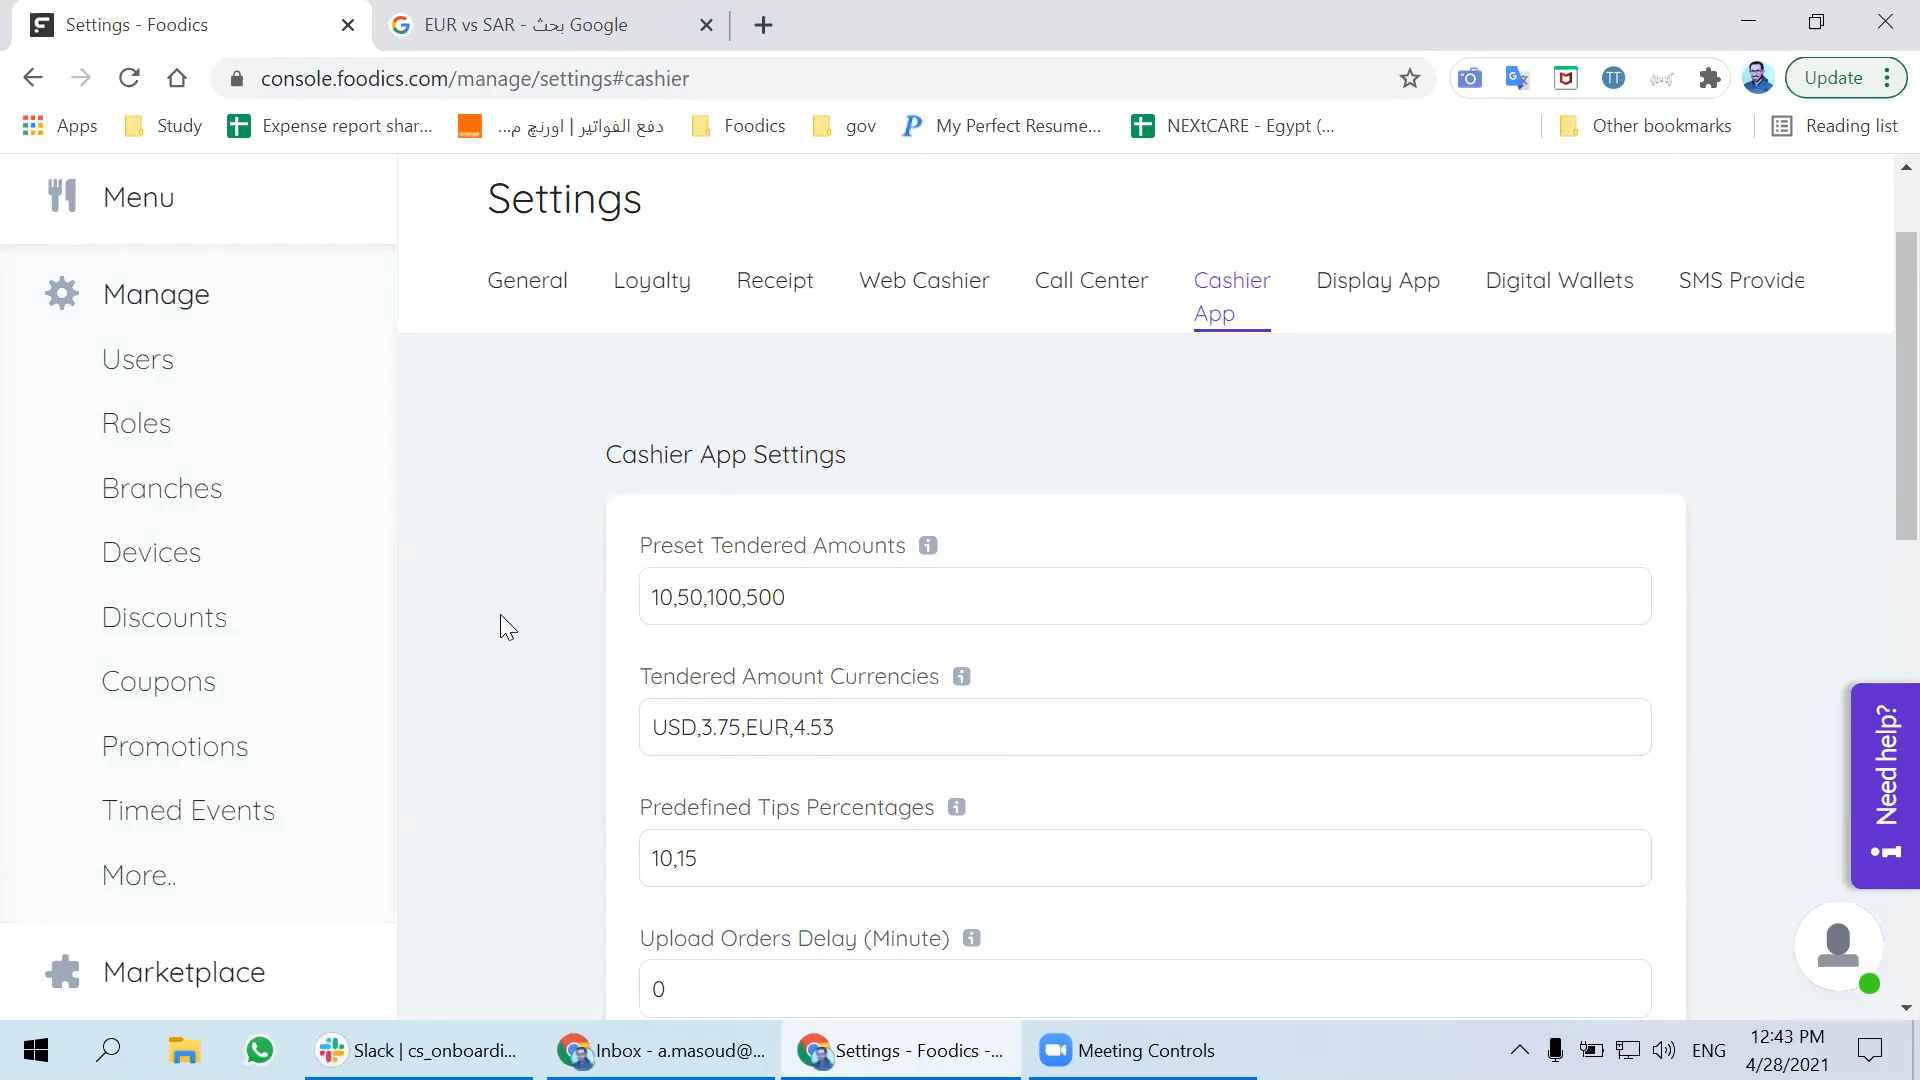 Settings - Foodics
EUR vs SAR - بحث Google
console.foodics.com/manage/settings#cashier
TT
Update
Apps
Study
Expense report shar...
دفع الفواتير | اورنچ م...
Foodics
gov
My Perfect Resume...
NEXtCARE - Egypt (...
Other bookmarks
Reading list
Menu
Manage
Users
Roles
Branches
Devices
Discounts
Coupons
Promotions
Timed Events
More..
Marketplace
Settings
General
Loyalty
Receipt
Web Cashier
Call Center
Cashier
App
Display App
Digital Wallets
SMS Provide
Cashier App Settings
Preset Tendered Amounts
10,50,100,500
Tendered Amount Currencies
USD,3.75,EUR,4.53
Predefined Tips Percentages
10,15
Upload Orders Delay (Minute)
0
Need help?
Slack | cs_onboardi...
Inbox - a.masoud@...
Settings - Foodics -...
Meeting Controls
ENG
12:43 PM
4/28/2021